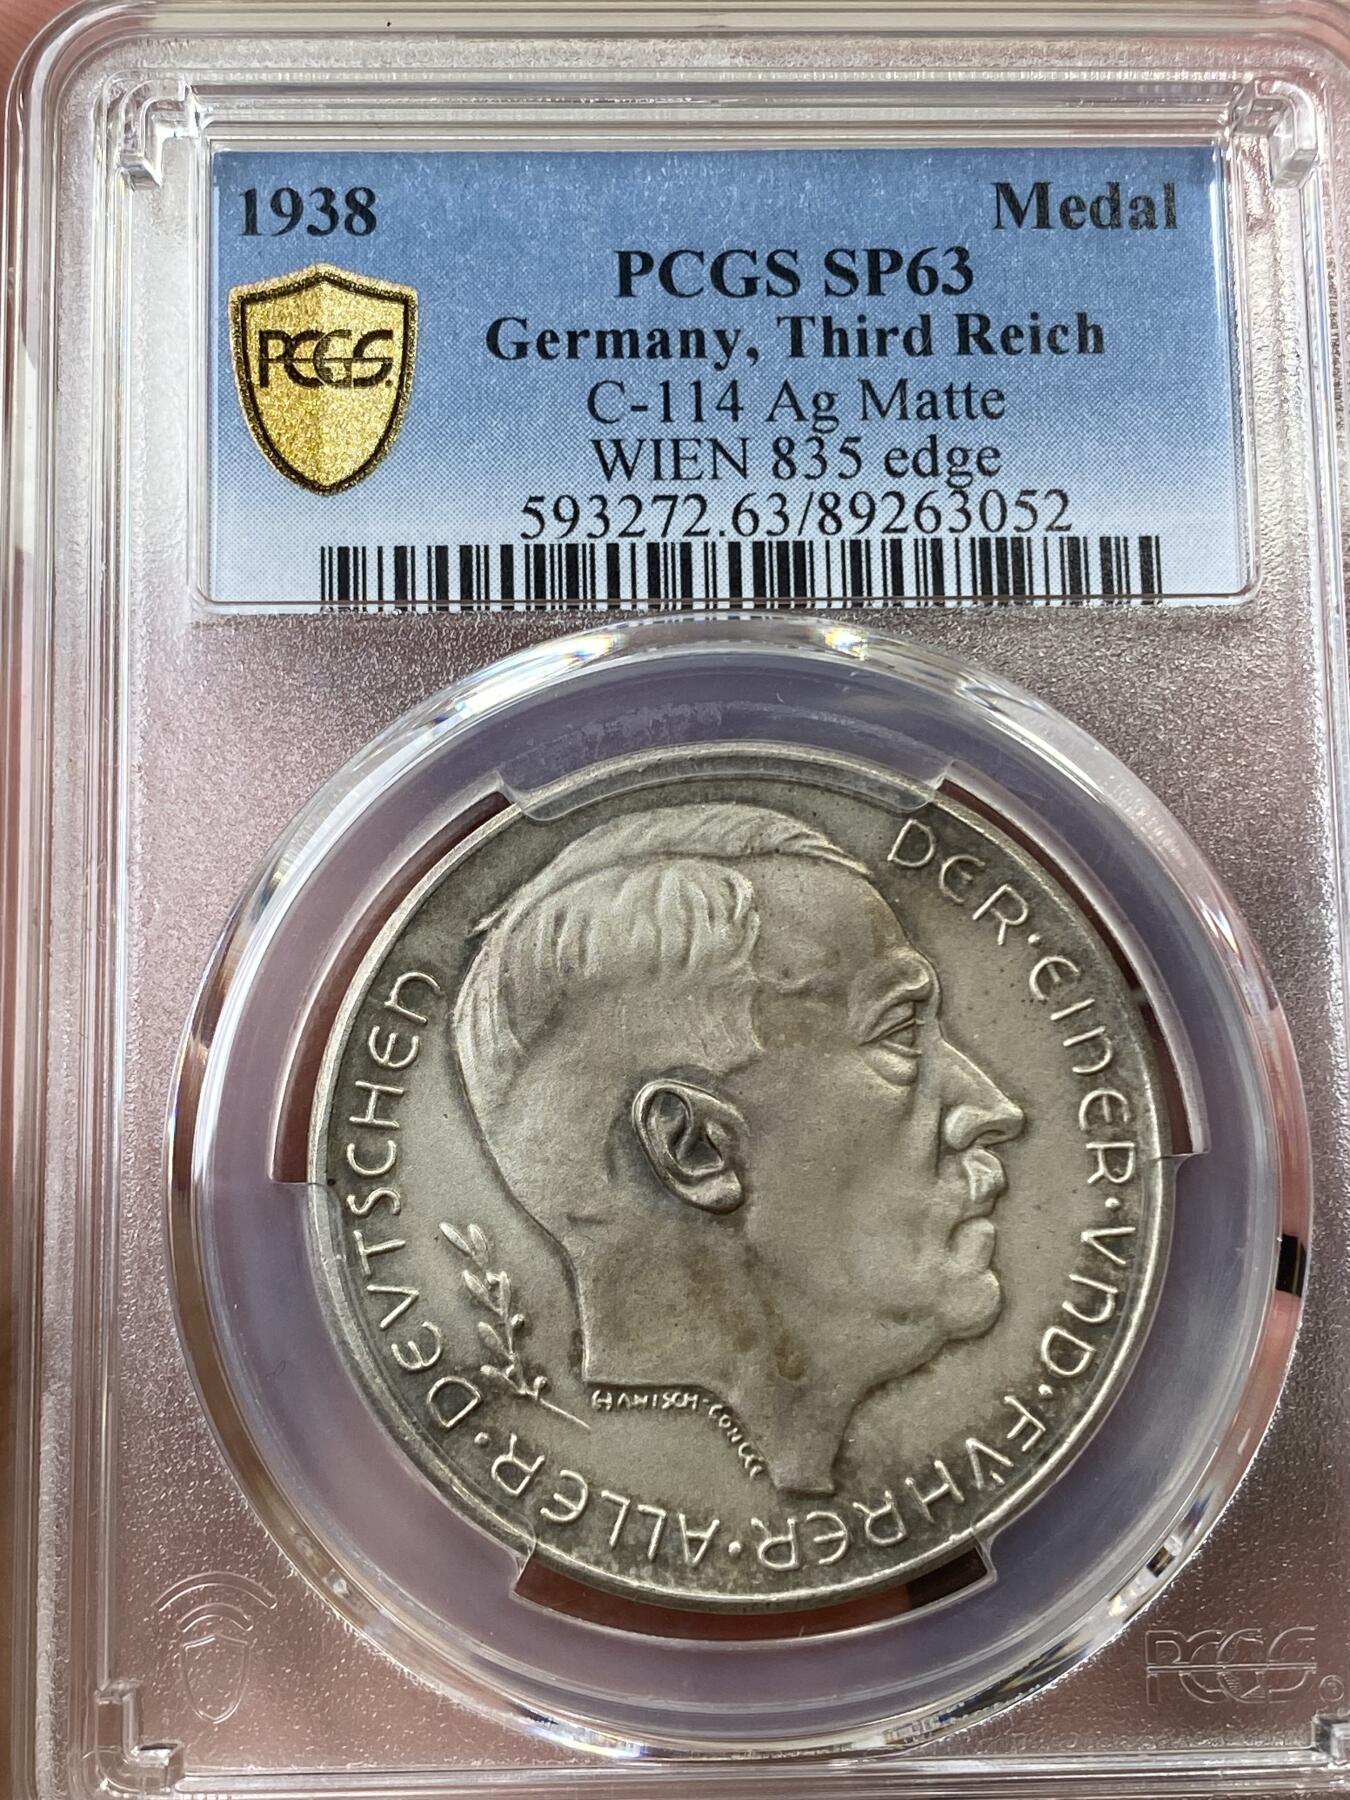 1938 Medal
PCGS SP63
PCGS Germany, Third Reich
C-114 Ag Matte
WIEN 835 edge
593272.63/89263052
DER·EINER·VND·FVHRER·ALLER·DEVTSCHEN
PCGS